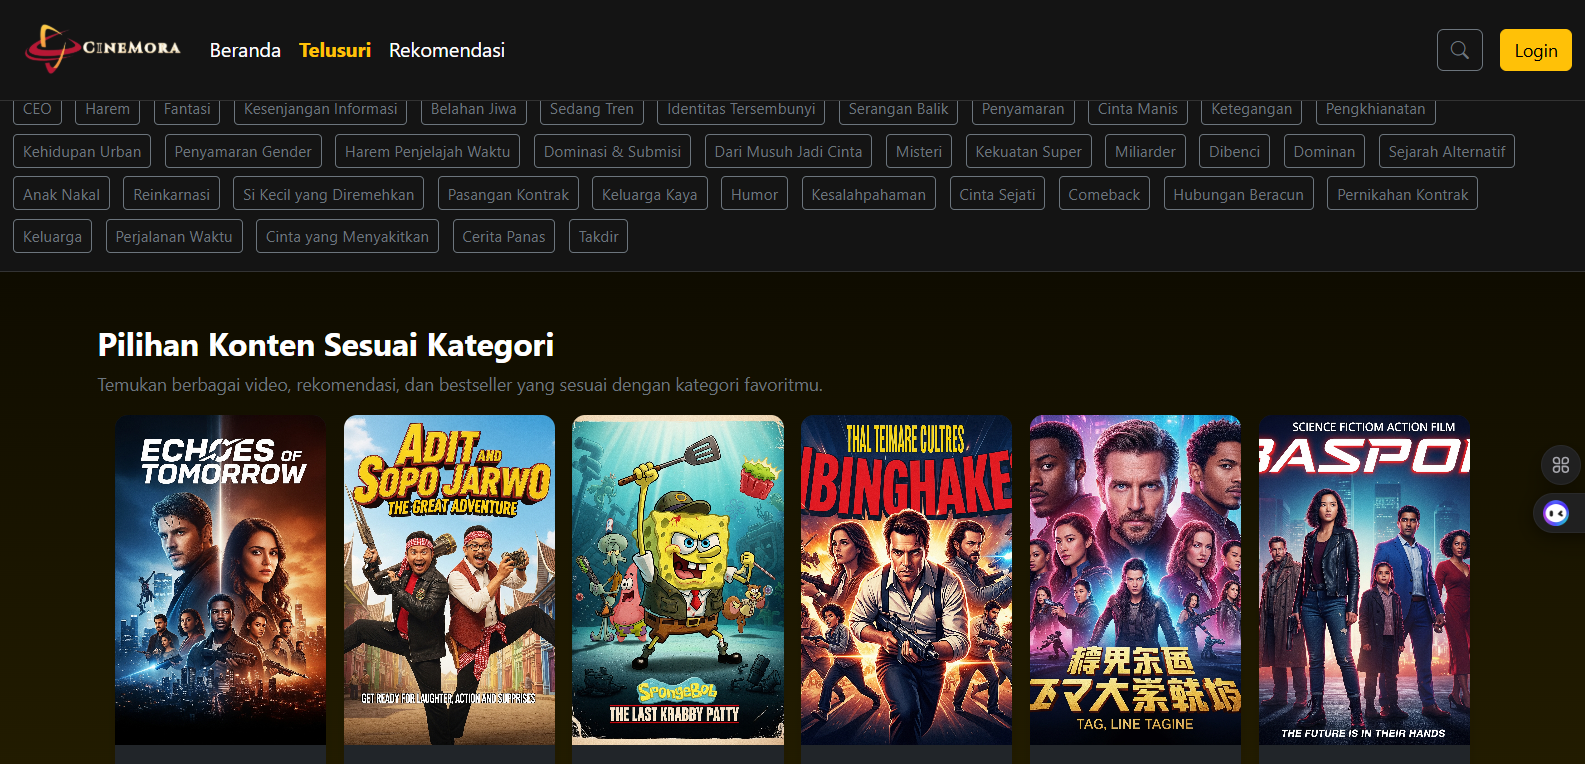 CINEMORA Beranda Telusuri Rekomendasi Login
CEO Harem Fantasi Kesenjangan Informasi Belahan Jiwa Sedang Tren Identitas Tersembunyi Serangan Balik Penyamaran Cinta Manis Ketegangan Pengkhianatan
Kehidupan Urban Penyamaran Gender Harem Penjelajah Waktu Dominasi & Submisi Dari Musuh Jadi Cinta Misteri Kekuatan Super Miliarder Dibenci Dominan Sejarah Alternatif
Anak Nakal Reinkarnasi Si Kecil yang Diremehkan Pasangan Kontrak Keluarga Kaya Humor Kesalahpahaman Cinta Sejati Comeback Hubungan Beracun Pernikahan Kontrak
Keluarga Perjalanan Waktu Cinta yang Menyakitkan Cerita Panas Takdir
Pilihan Konten Sesuai Kategori
Temukan berbagai video, rekomendasi, dan bestseller yang sesuai dengan kategori favoritmu.
ECHOES OF
TOMORROW
ADIT AND
SOPO JARWO
THE GREAT ADVENTURE
GET READY FOR LAUGHTER, ACTION AND SURPRISES
SPONGEBOB
THE LAST KRABBY PATTY
THAL TEIMARE CULTRES
BINGHAKE
TAG, LINE TAGINE
SCIENCE FICTIOM ACTION FILM
BASPOI
THE FUTURE IS IN THEIR HANDS